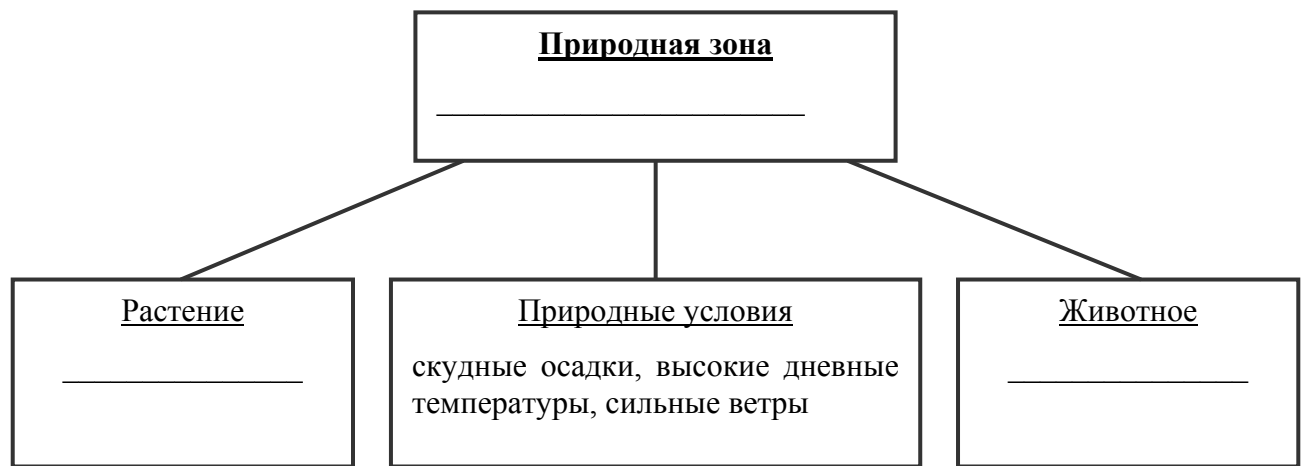 Природная зона
Растение
Природные условия
скудные осадки, высокие дневные
температуры, сильные ветры
Животное